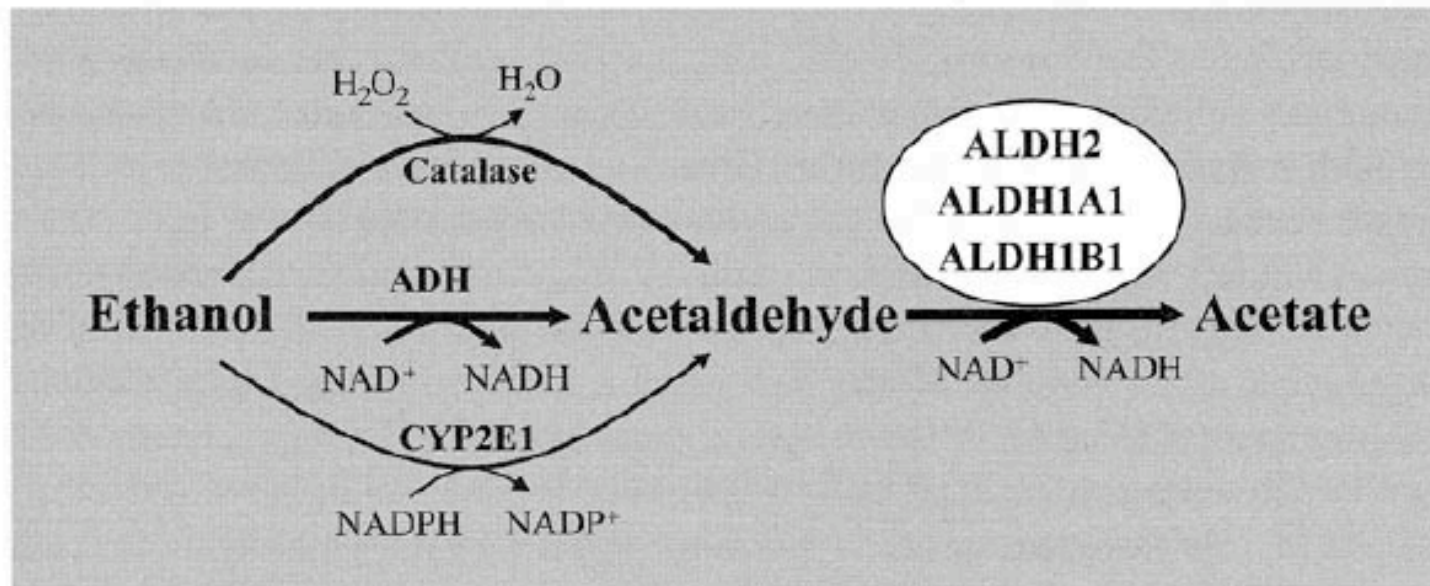 H₂O₂ H₂O
Catalase
ALDH2
ALDH1A1
ALDH1B1
ADH
Ethanol Acetaldehyde Acetate
NAD⁺ NADH NAD⁺ NADH
CYP2E1
NADPH NADP⁺